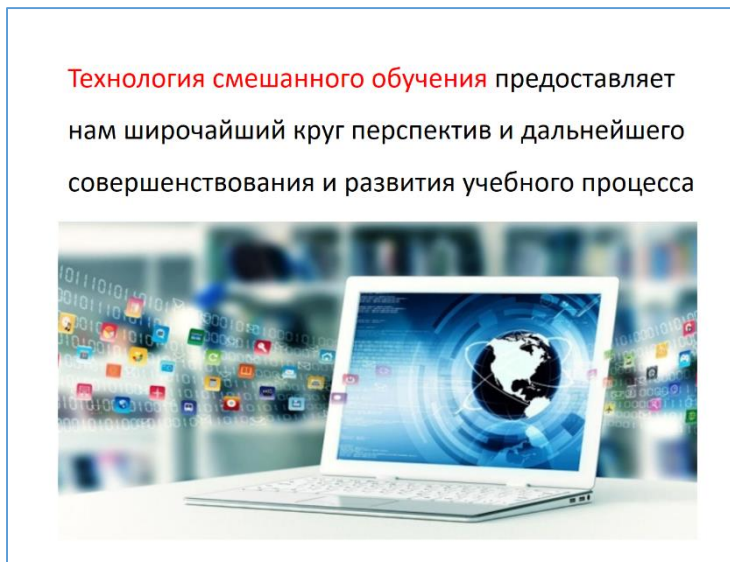 Технология смешанного обучения предоставляет
нам широчайший круг перспектив и дальнейшего
совершенствования и развития учебного процесса